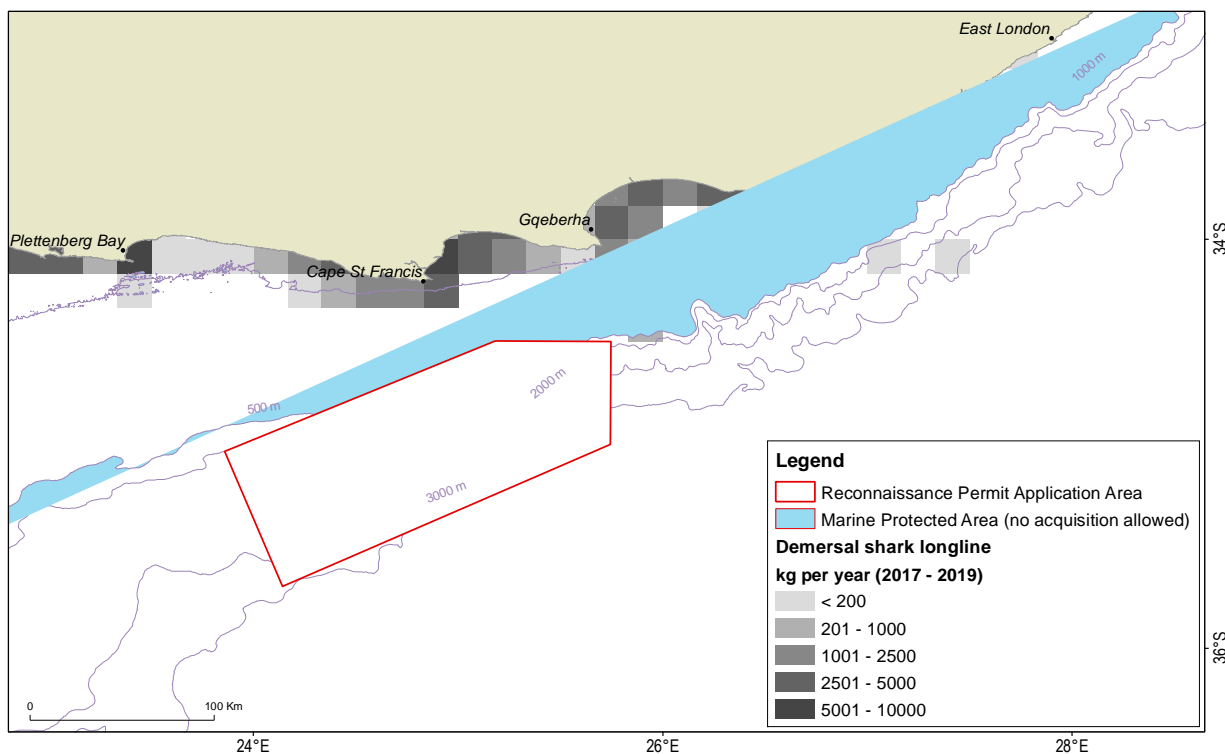 East London
1000 m
Gqeberha
Plettenberg Bay
34°S
Cape St Francis
2000 m
500 m
3000 m
Legend
Reconnaissance Permit Application Area
Marine Protected Area (no acquisition allowed)
Demersal shark longline
kg per year (2017 - 2019)
< 200
201 - 1000
1001 - 2500
2501 - 5000
5001 - 10000
36°S
0 100 Km
24°E 26°E 28°E